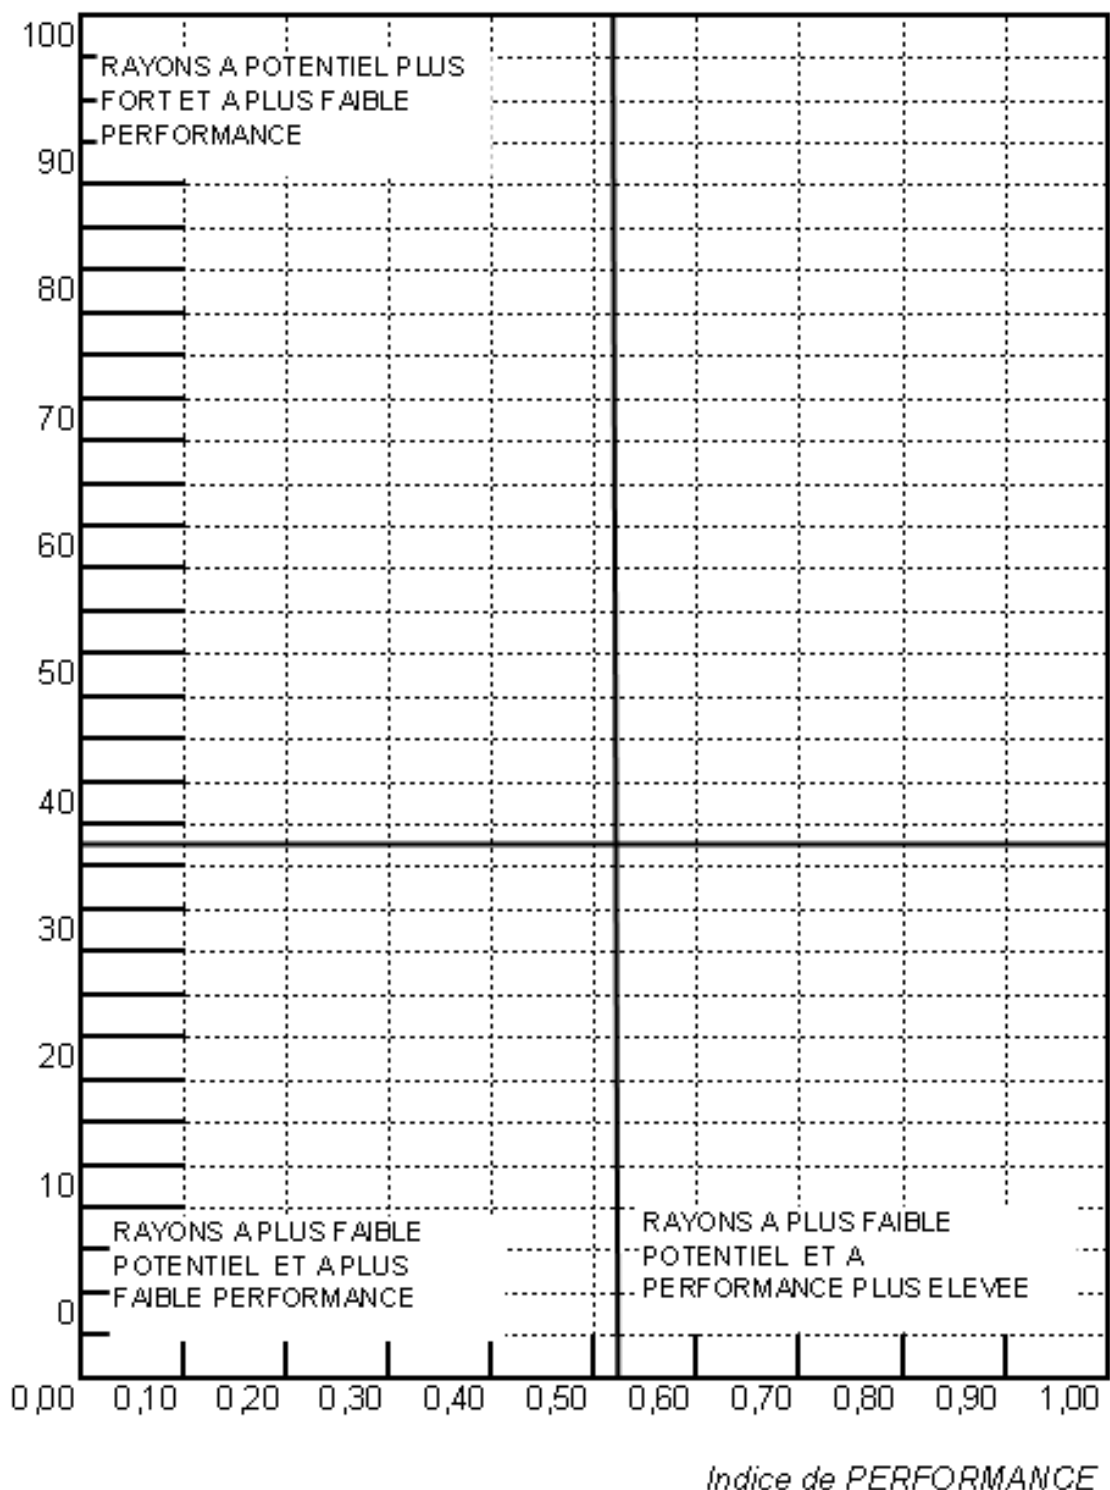 100
RAYONS A POTENTIEL PLUS
FORT ET A PLUS FAIBLE
PERFORMANCE
90
80
70
60
50
40
30
20
10
RAYONS A PLUS FAIBLE
POTENTIEL ET A PLUS
FAIBLE PERFORMANCE
RAYONS A PLUS FAIBLE
POTENTIEL ET A
PERFORMANCE PLUS ELEVEE
0
0,00 0,10 0,20 0,30 0,40 0,50 0,60 0,70 0,80 0,90 1,00
Indice de PERFORMANCE